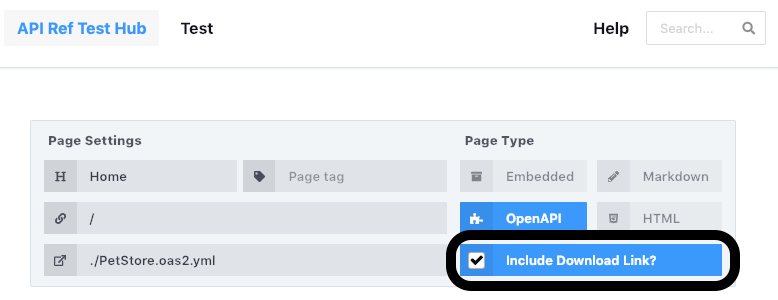 API Ref Test Hub Test Help Search...
Page Settings Page Type
Home Page tag Embedded Markdown
/ OpenAPI HTML
./PetStore.oas2.yml Include Download Link?